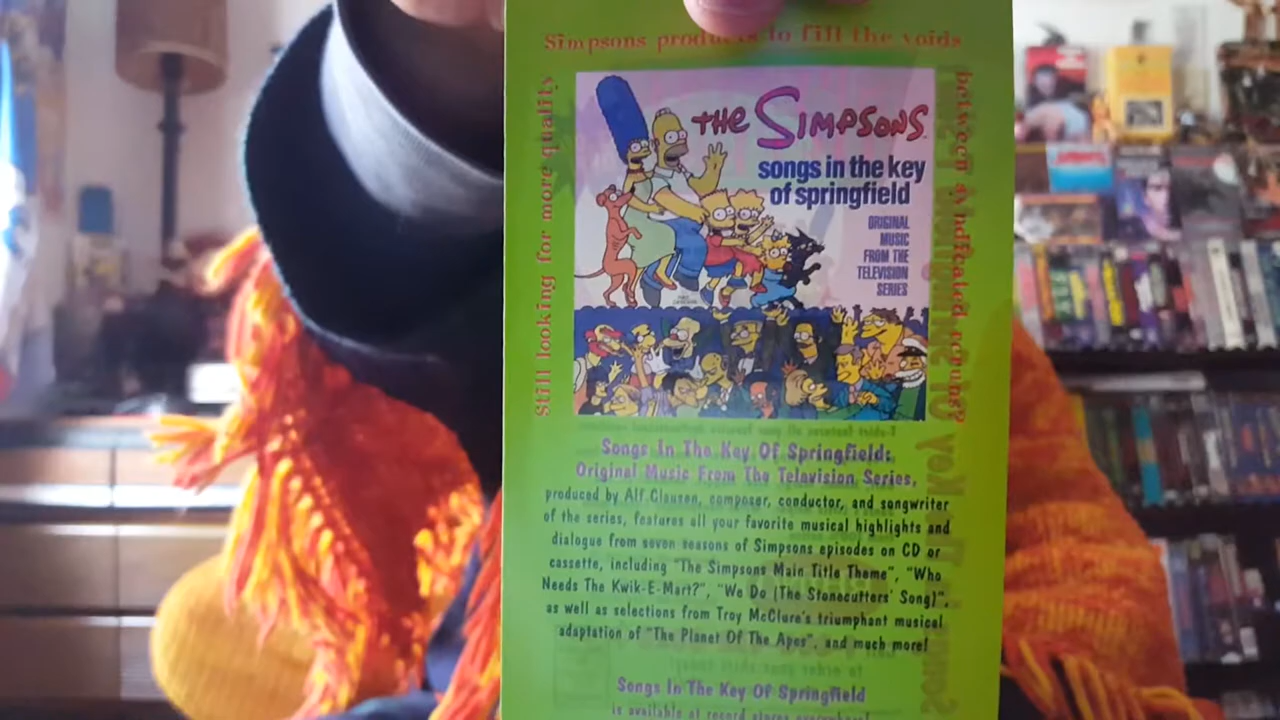 Simpsons products to fill the voids
Still looking for more quality
between syndicated reruns?
THE SIMPSONS
songs in the key
of springfield
ORIGINAL
MUSIC
FROM THE
TELEVISION
SERIES
Songs In The Key Of Springfield:
Original Music From The Television Series,
produced by Alf Clausen, composer, conductor, and songwriter
of the series, features all your favorite musical highlights and
dialogue from seven seasons of Simpsons episodes on CD or
cassette, including "The Simpsons Main Title Theme", "Who
Needs The Kwik-E-Mart?", "We Do (The Stonecutters' Song)",
as well as selections from Troy McClure's triumphant musical
adaptation of "The Planet Of The Apes", and much more!
Songs In The Key Of Springfield
is available at record stores everywhere!